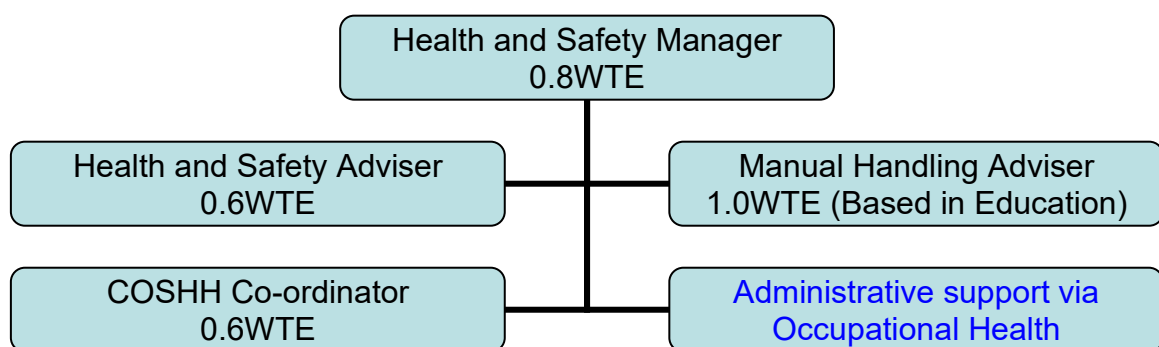 Health and Safety Manager
0.8WTE
Health and Safety Adviser
0.6WTE
Manual Handling Adviser
1.0WTE (Based in Education)
COSHH Co-ordinator
0.6WTE
Administrative support via
Occupational Health